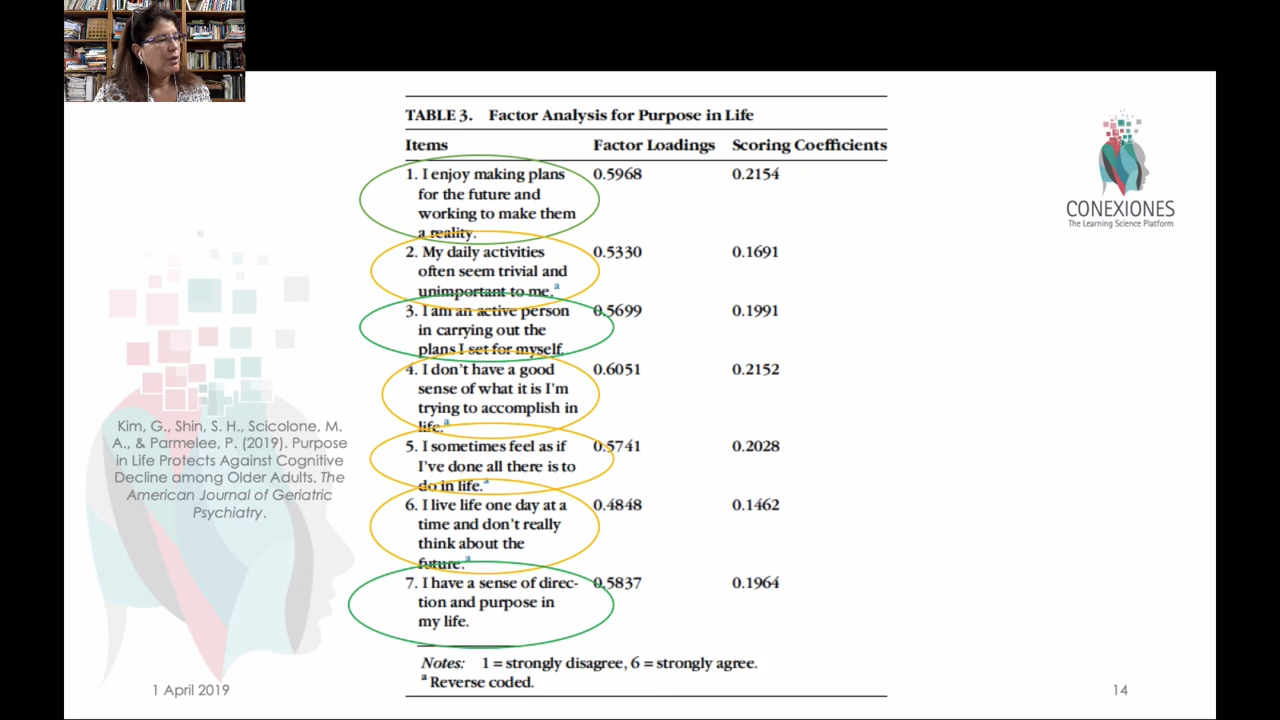 TABLE 3. Factor Analysis for Purpose in Life
Items Factor Loadings Scoring Coefficients
1. I enjoy making plans 0.5968 0.2154
for the future and
working to make them
a reality.
2. My daily activities 0.5330 0.1691
often seem trivial and
unimportant to me.a
3. I am an active person 0.5699 0.1991
in carrying out the
plans I set for myself.
4. I don't have a good 0.6051 0.2152
sense of what it is I'm
trying to accomplish in
life.a
5. I sometimes feel as if 0.5741 0.2028
I've done all there is to
do in life.a
6. I live life one day at a 0.4848 0.1462
time and don't really
think about the
future.a
7. I have a sense of direc- 0.5837 0.1964
tion and purpose in
my life.
Notes: 1 = strongly disagree, 6 = strongly agree.
a Reverse coded.
CONEXIONES
The Learning Science Platform
Kim, G., Shin, S. H., Scicolone, M.
A., & Parmelee, P. (2019). Purpose
in Life Protects Against Cognitive
Decline among Older Adults. The
American Journal of Geriatric
Psychiatry.
1 April 2019
14